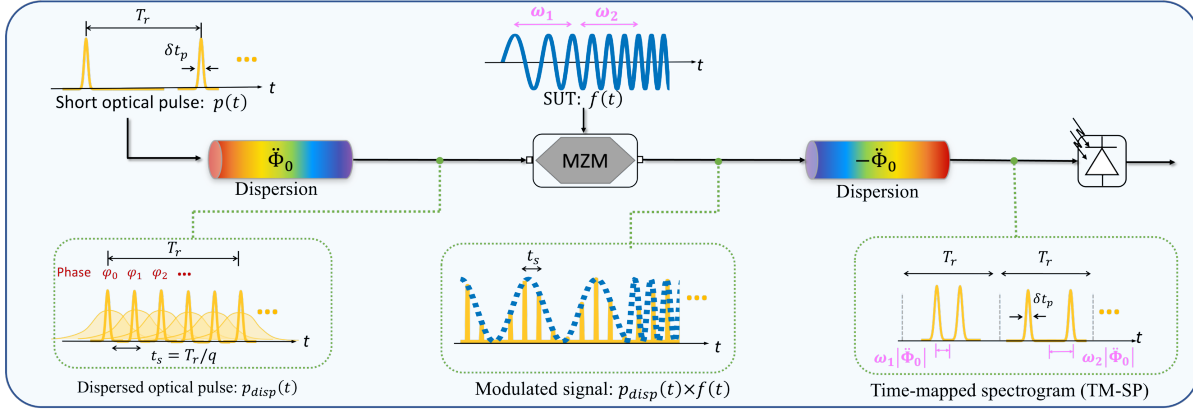 T_r
δt_p
t
Short optical pulse: p(t)
ω₁ ω₂
t
SUT: f(t)
Φ̈₀
Dispersion
MZM
−Φ̈₀
Dispersion
T_r
Phase φ₀ φ₁ φ₂ •••
t
t_s = T_r/q
Dispersed optical pulse: p_disp(t)
t_s
t
Modulated signal: p_disp(t)×f(t)
T_r T_r
δt_p
t
ω₁|Φ̈₀| ω₂|Φ̈₀|
Time-mapped spectrogram (TM-SP)